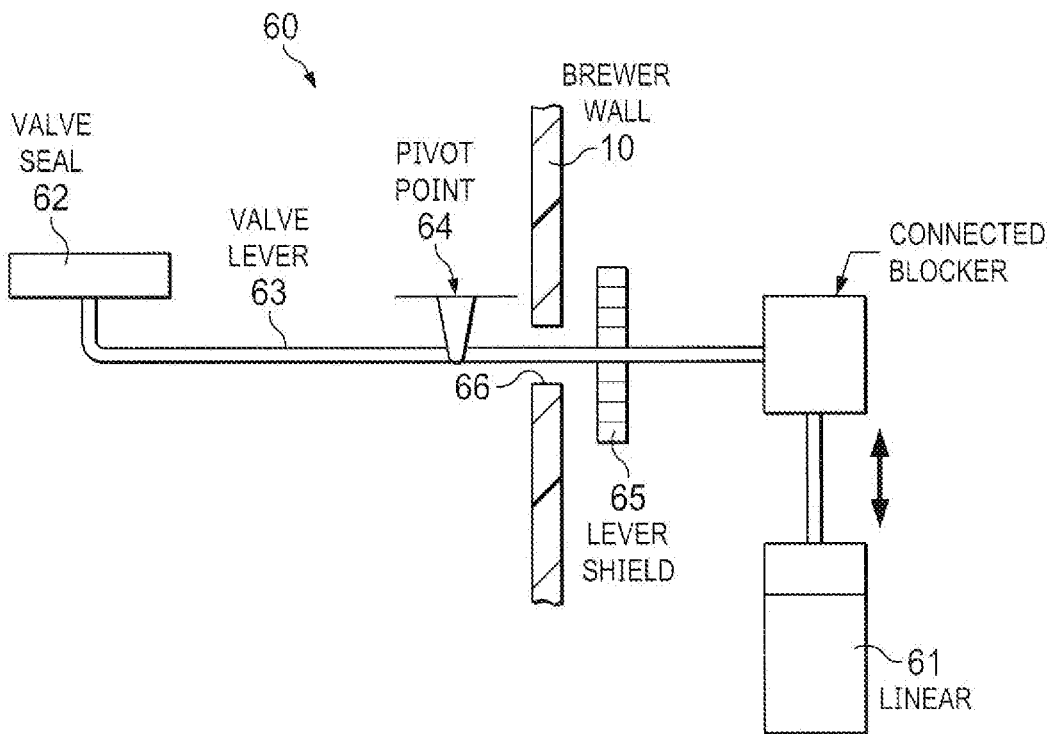 60
VALVE
SEAL
62
VALVE
LEVER
63
PIVOT
POINT
64
BREWER
WALL
10
CONNECTED
BLOCKER
66
65
LEVER
SHIELD
61
LINEAR